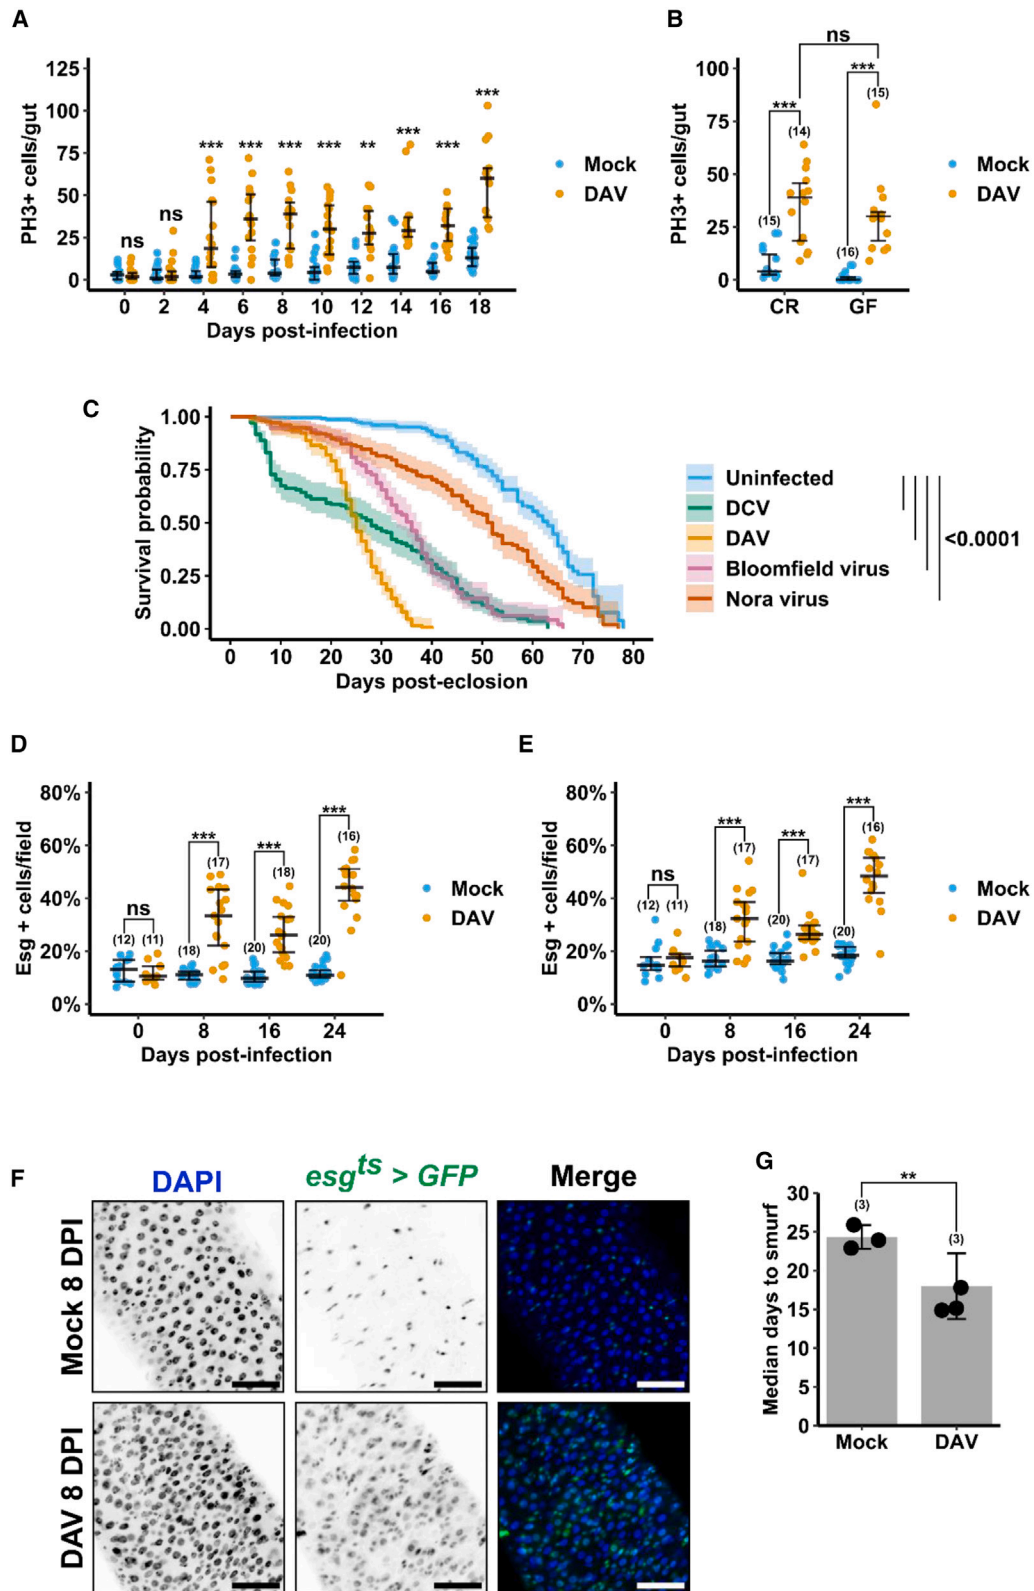 A
PH3+ cells/gut
125
100
75
50
25
0
ns
ns
***
***
***
***
**
***
***
***
0 2 4 6 8 10 12 14 16 18
Days post-infection
Mock
DAV
B
PH3+ cells/gut
100
75
50
25
0
ns
***
***
(15)
(14)
(16)
(15)
CR GF
Mock
DAV
C
Survival probability
1.00
0.75
0.50
0.25
0.00
0 10 20 30 40 50 60 70 80
Days post-eclosion
Uninfected
DCV
DAV
Bloomfield virus
Nora virus
<0.0001
D
Esg + cells/field
80%
60%
40%
20%
0%
ns
***
***
***
(12)
(11)
(18)
(17)
(20)
(18)
(20)
(16)
0 8 16 24
Days post-infection
Mock
DAV
E
Esg + cells/field
80%
60%
40%
20%
0%
ns
***
***
***
(12)
(11)
(18)
(17)
(20)
(17)
(20)
(16)
0 8 16 24
Days post-infection
Mock
DAV
F
DAPI
esgts > GFP
Merge
Mock 8 DPI
DAV 8 DPI
G
Median days to smurf
30
25
20
15
10
5
0
**
(3)
(3)
Mock DAV